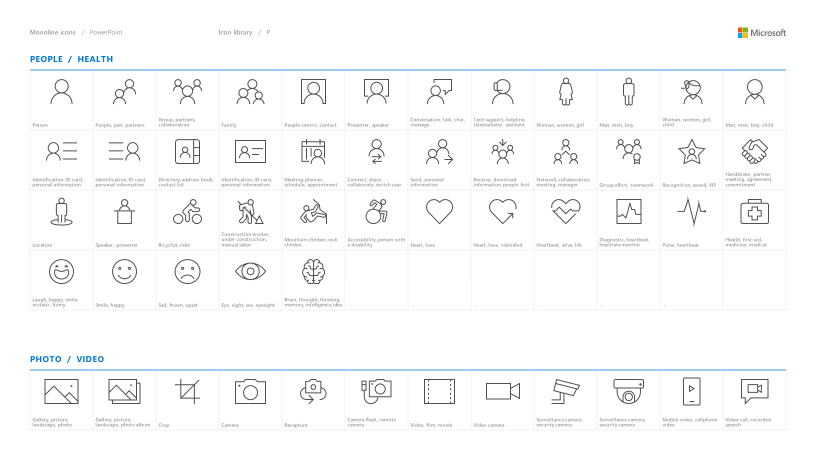 Monoline icons / PowerPoint
Icon library / P
Microsoft
PEOPLE / HEALTH
Person
People, pair, partners
Group, partners,
collaboration
Family
People centric, contact
Presenter, speaker
Conversation, talk, chat,
message
Tech support, helpline,
telemarketer, assistant
Woman, women, girl
Man, men, boy
Woman, women, girl,
child
Man, men, boy, child
Identification, ID card,
personal information
Identification, ID card,
personal information
Directory, address book,
contact list
Identification, ID card,
personal information
Meeting planner,
schedule, appointment
Connect, share,
collaborate, switch user
Send, personal
information
Receive, download
information, people first
Network, collaboration,
meeting, manager
Group effort, teamwork
Recognition, award, VIP
Handshake, partner,
meeting, agreement,
commitment
Location
Speaker, presenter
Bicyclist, rider
Construction worker,
under construction,
manual labor
Mountain climber, rock
climber,
Accessibility, person with
a disability
Heart, love
Heart, love, rekindled
Heartbeat, alive, life
Diagnostic, heartbeat,
heartrate monitor
Pulse, heartbeat
Health, first-aid,
medicine, medical
Laugh, happy, smile,
ecstatic, funny
Smile, happy
Sad, frown, upset
Eye, sight, see, eyesight
Brain, thought, thinking,
memory, intelligence, idea
PHOTO / VIDEO
Gallery, picture,
landscape, photo
Gallery, picture,
landscape, photo album
Crop
Camera
Recapture
Camera flash, remote
camera
Video, film, movie
Video camera
Surveillance camera,
security camera
Surveillance camera,
security camera
Mobile video, cellphone
video
Video call, recorded
speech